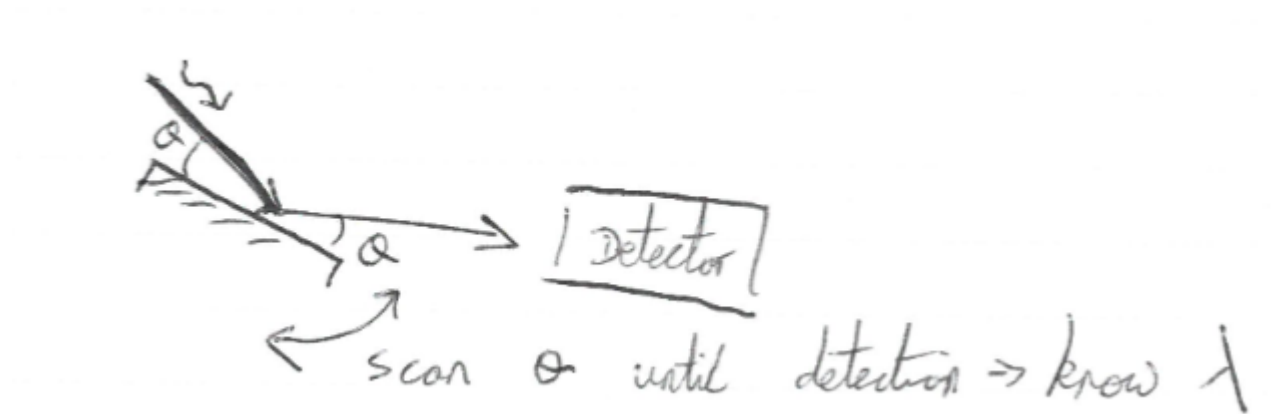 θ
θ
Detector
scan θ until detection => know λ